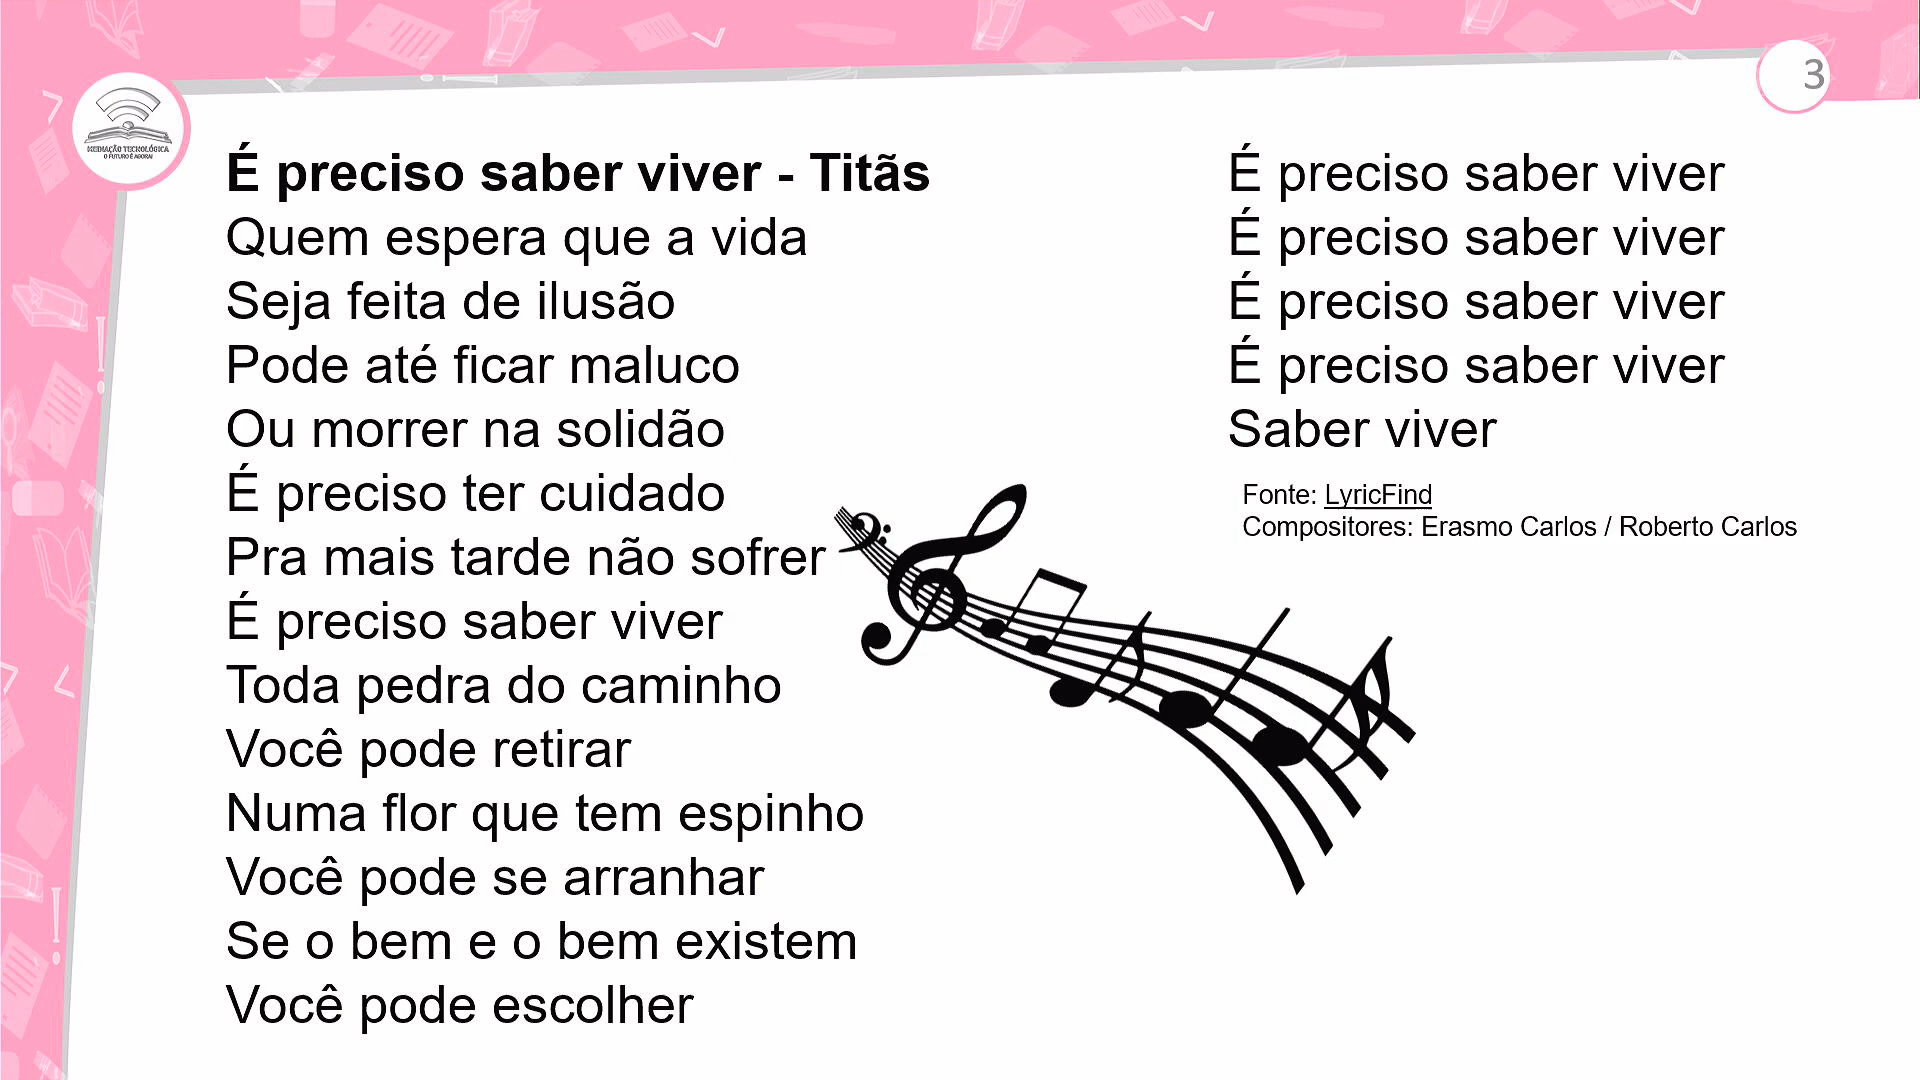 3
MEDIAÇÃO TECNOLÓGICA
O FUTURO É AGORA!
É preciso saber viver - Titãs
Quem espera que a vida
Seja feita de ilusão
Pode até ficar maluco
Ou morrer na solidão
É preciso ter cuidado
Pra mais tarde não sofrer
É preciso saber viver
Toda pedra do caminho
Você pode retirar
Numa flor que tem espinho
Você pode se arranhar
Se o bem e o bem existem
Você pode escolher
É preciso saber viver
É preciso saber viver
É preciso saber viver
É preciso saber viver
Saber viver
Fonte: LyricFind
Compositores: Erasmo Carlos / Roberto Carlos